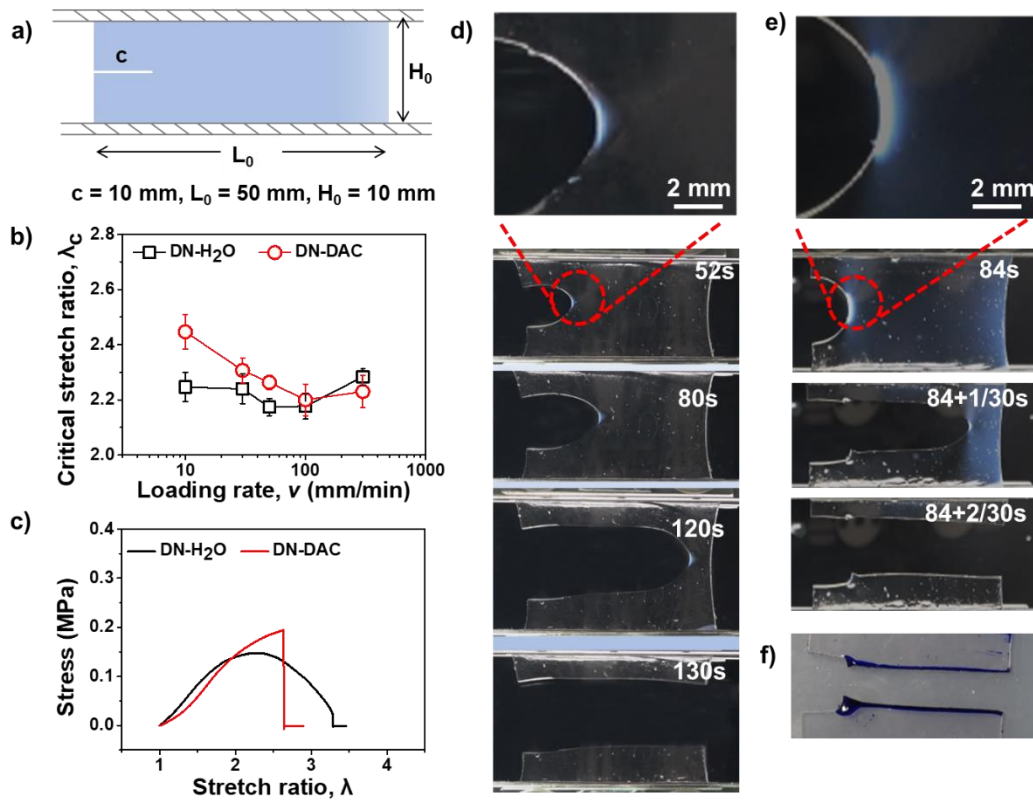 a)
c
H₀
L₀
c = 10 mm, L₀ = 50 mm, H₀ = 10 mm
b)
DN-H₂O
DN-DAC
Critical stretch ratio, λ_C
2.8
2.6
2.4
2.2
2.0
10
100
1000
Loading rate, v (mm/min)
c)
DN-H₂O
DN-DAC
Stress (MPa)
0.4
0.3
0.2
0.1
0.0
1
2
3
4
Stretch ratio, λ
d)
2 mm
52s
80s
120s
130s
e)
2 mm
84s
84+1/30s
84+2/30s
f)